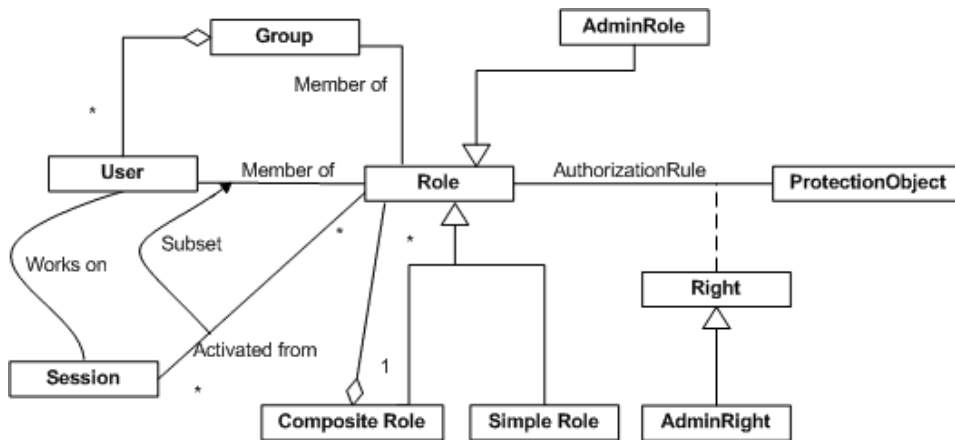 Group
AdminRole
Member of
*
User
Member of
Role
AuthorizationRule
ProtectionObject
*
*
Subset
Works on
Right
Activated from
1
Session
*
Composite Role
Simple Role
AdminRight